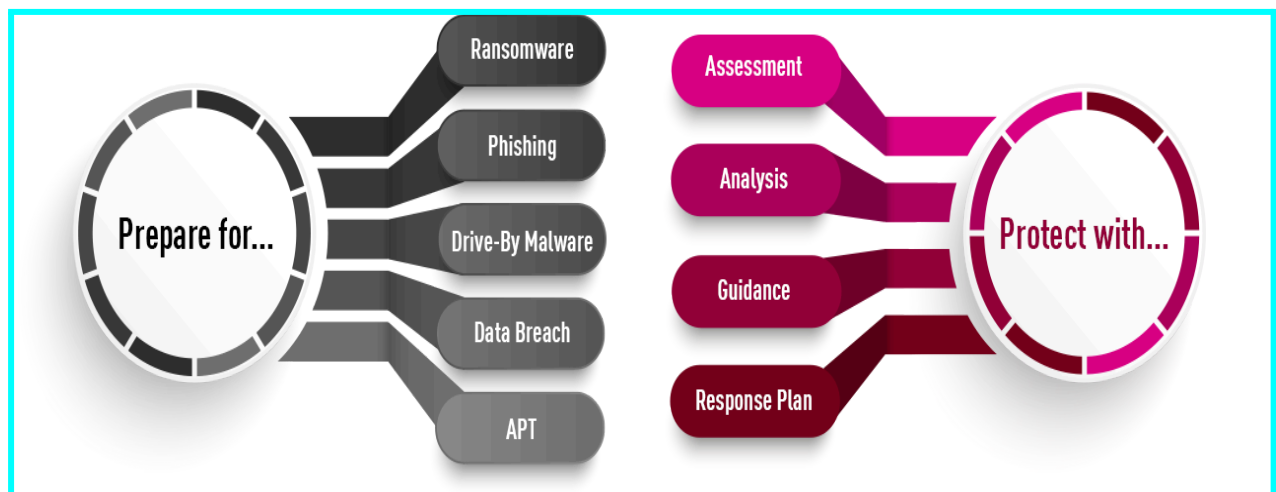 Prepare for...
Ransomware
Phishing
Drive-By Malware
Data Breach
APT
Assessment
Analysis
Guidance
Response Plan
Protect with...